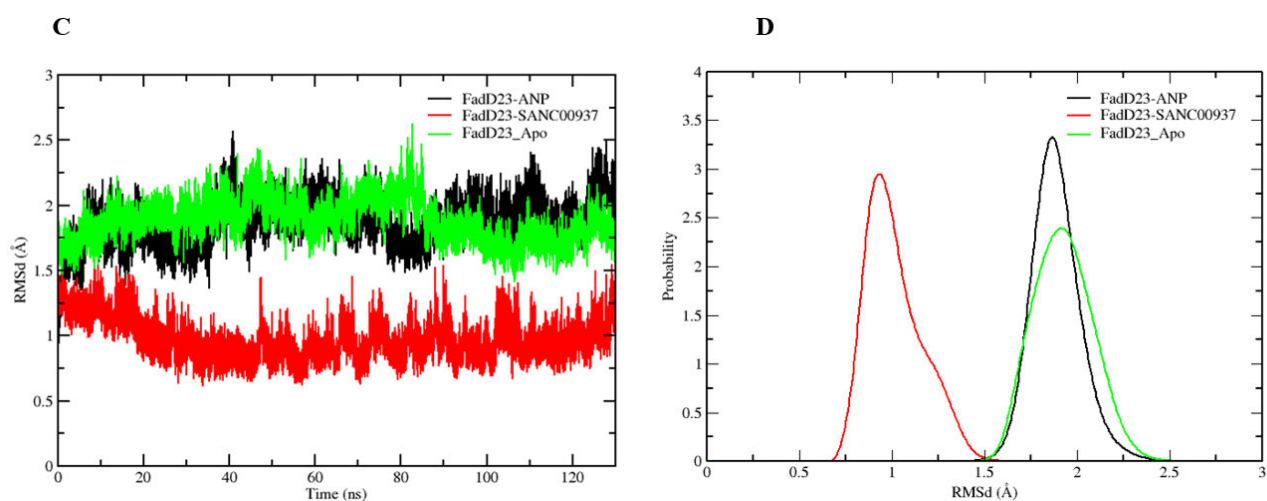 C
3
2.5
2
1.5
1
0.5
0
RMSd (Å)
0
20
40
60
80
100
120
Time (ns)
FadD23-ANP
FadD23-SANC00937
FadD23_Apo
D
4
3.5
3
2.5
2
1.5
1
0.5
0
Probability
0
0.5
1
1.5
2
2.5
3
RMSd (Å)
FadD23-ANP
FadD23-SANC00937
FadD23_Apo